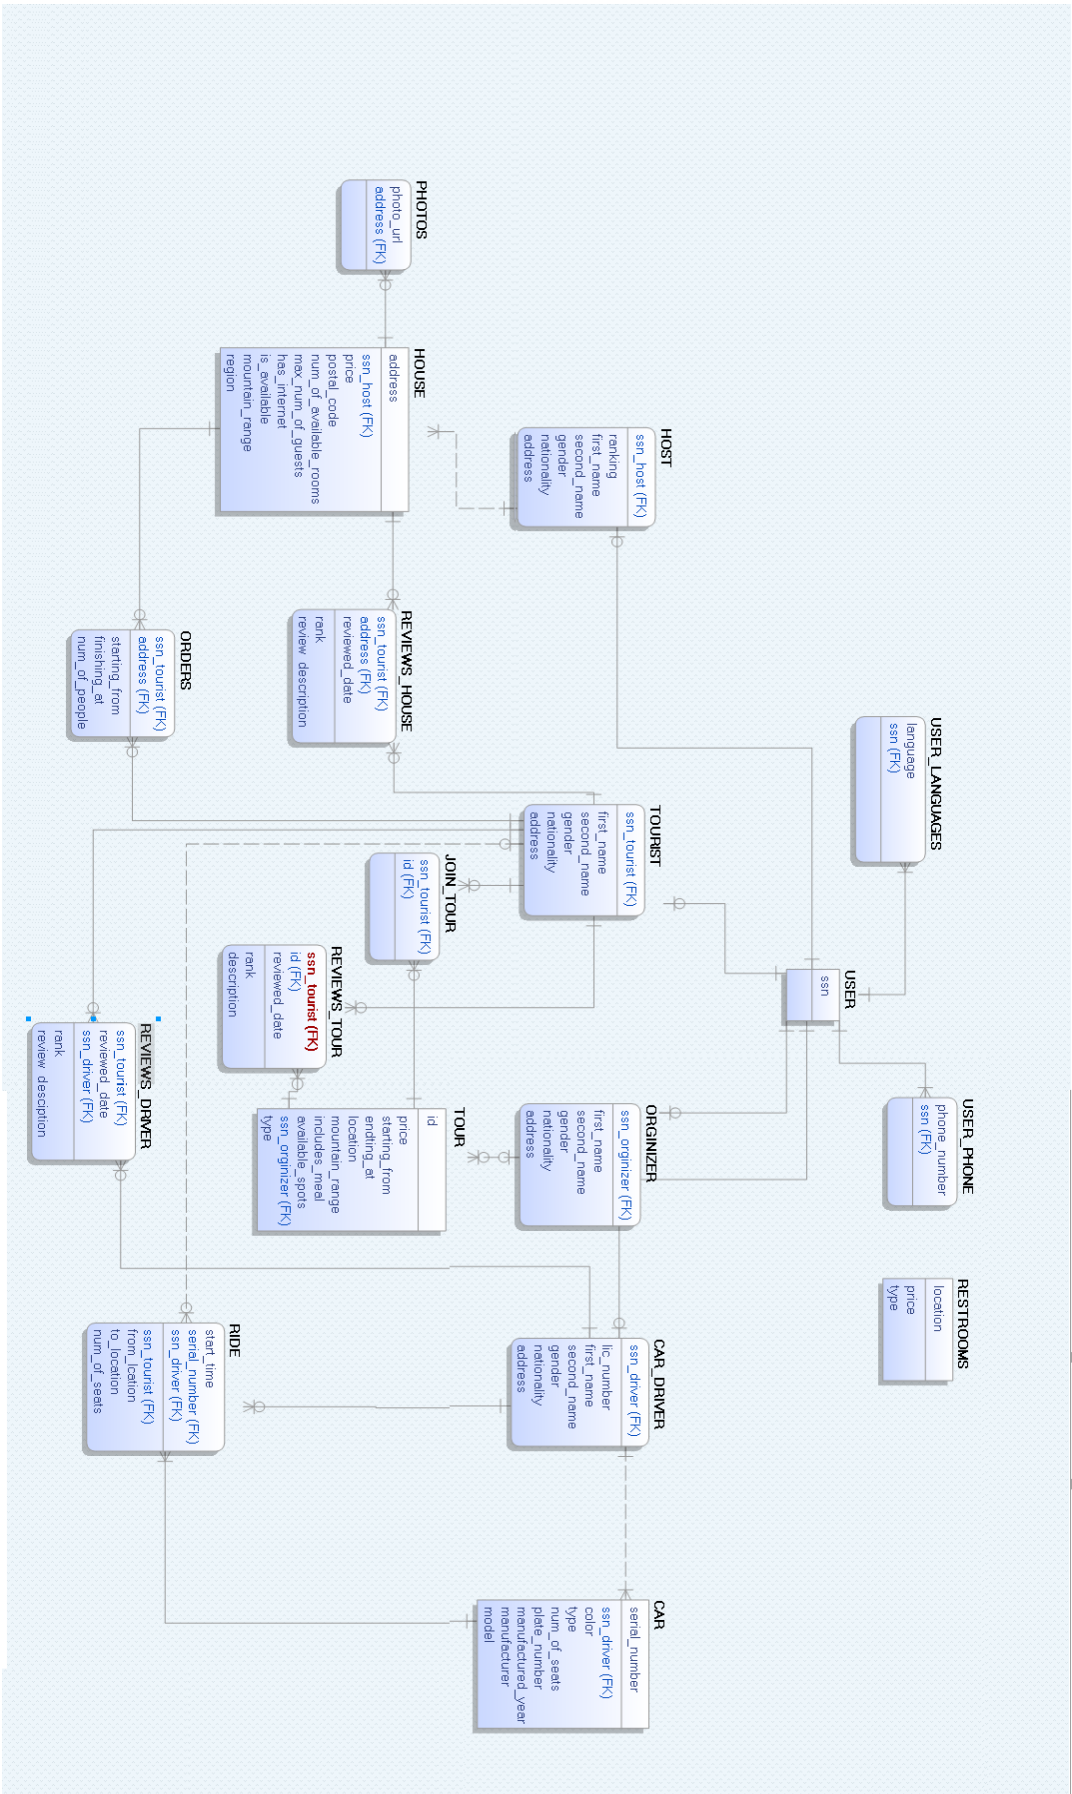 PHOTOS
photo_url
address (FK)
HOUSE
address
ssn_host (FK)
price
postal_code
num_of_available_rooms
max_num_of_guests
has_internet
is_available
mountain_range
region
HOST
ssn_host (FK)
ranking
first_name
second_name
gender
nationality
address
ORDERS
ssn_tourist (FK)
address (FK)
starting_from
finishing_at
num_of_people
REVIEWS_HOUSE
ssn_tourist (FK)
address (FK)
reviewed_date
rank
review_description
USER_LANGUAGES
language
ssn (FK)
TOURIST
ssn_tourist (FK)
first_name
second_name
gender
nationality
address
JOIN_TOUR
ssn_tourist (FK)
id (FK)
REVIEWS_TOUR
ssn_tourist (FK)
id (FK)
reviewed_date
rank
description
USER
ssn
REVIEWS_DRIVER
ssn_tourist (FK)
reviewed_date
ssn_driver (FK)
rank
review_desciption
TOUR
id
price
starting_from
endting_at
location
mountain_range
includes_meal
available_spots
ssn_orginizer (FK)
type
ORGINIZER
ssn_orginizer (FK)
first_name
second_name
gender
nationality
address
USER_PHONE
phone_number
ssn (FK)
RESTROOMS
location
price
type
RIDE
start_time
serial_number (FK)
ssn_driver (FK)
ssn_tourist (FK)
from_lcation
to_location
num_of_seats
CAR_DRIVER
ssn_driver (FK)
lic_number
first_name
second_name
gender
nationality
address
CAR
serial_number
ssn_driver (FK)
color
type
num_of_seats
plate_number
manufactured_year
manufacturer
model